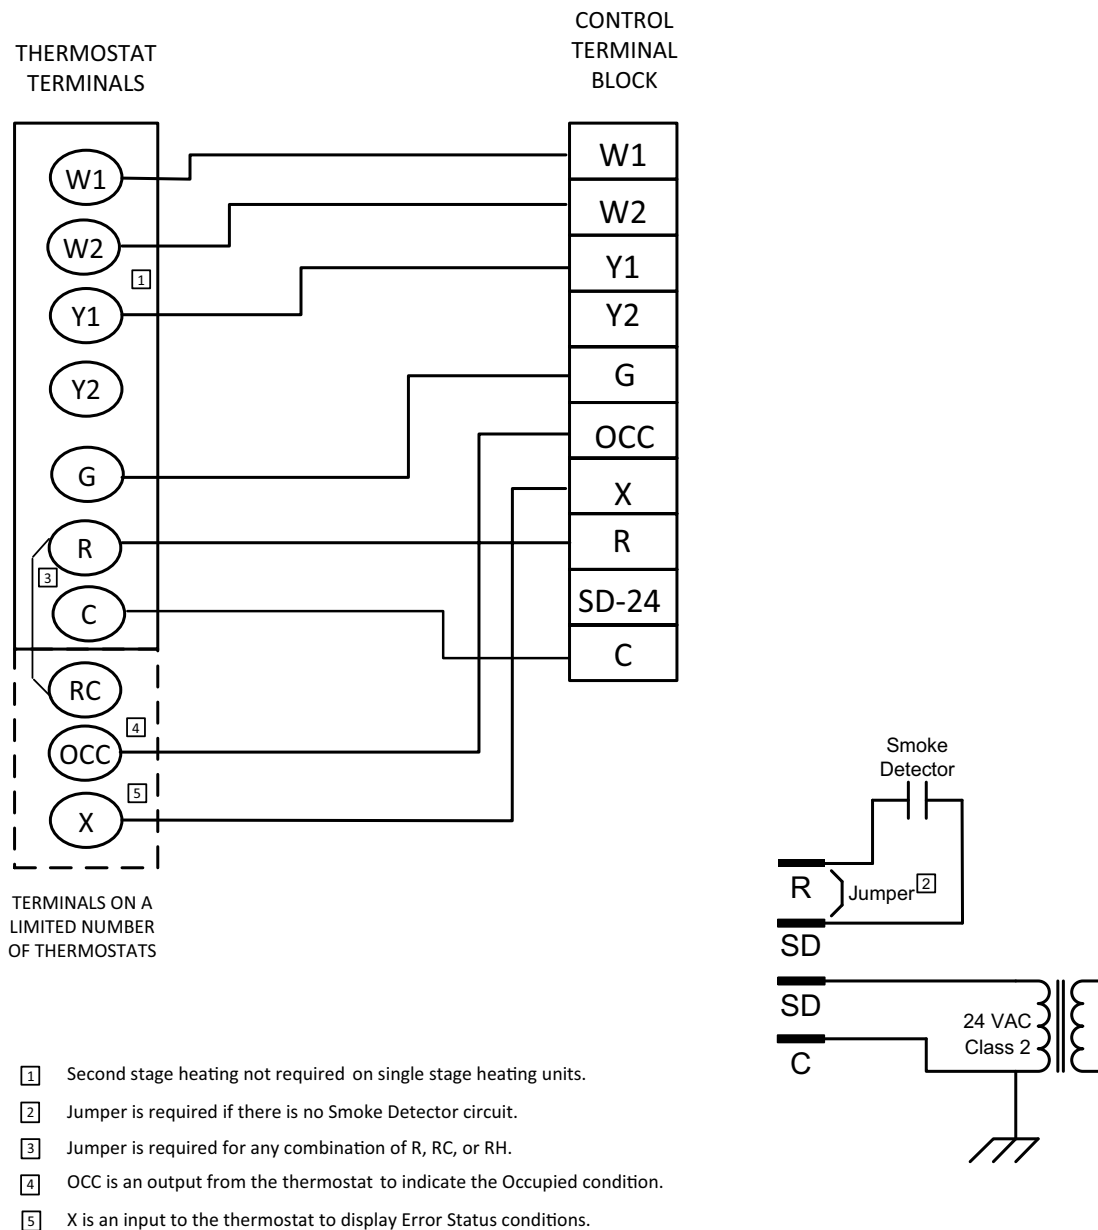 THERMOSTAT
TERMINALS
CONTROL
TERMINAL
BLOCK
W1
W2
1
Y1
Y2
G
R
3
C
RC
4
OCC
5
X
TERMINALS ON A
LIMITED NUMBER
OF THERMOSTATS
W1
W2
Y1
Y2
G
OCC
X
R
SD-24
C
Smoke
Detector
R
Jumper 2
SD
SD
24 VAC
Class 2
C
1 Second stage heating not required on single stage heating units.
2 Jumper is required if there is no Smoke Detector circuit.
3 Jumper is required for any combination of R, RC, or RH.
4 OCC is an output from the thermostat to indicate the Occupied condition.
5 X is an input to the thermostat to display Error Status conditions.